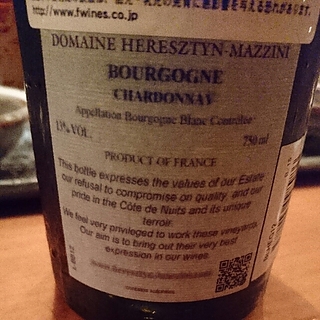 http://www.fwines.co.jp
DOMAINE HERESZTYN-MAZZINI
BOURGOGNE
CHARDONNAY
Appellation Bourgogne Blanc Contrôlée
13% VOL.
750 ml
PRODUCT OF FRANCE
This bottle expresses the values of our Estate
our refusal to compromise on quality, and our
pride in the Côte de Nuits and its unique
terroir.
We feel very privileged to work these vineyards.
Our aim is to bring out their very best
expression in our wines.